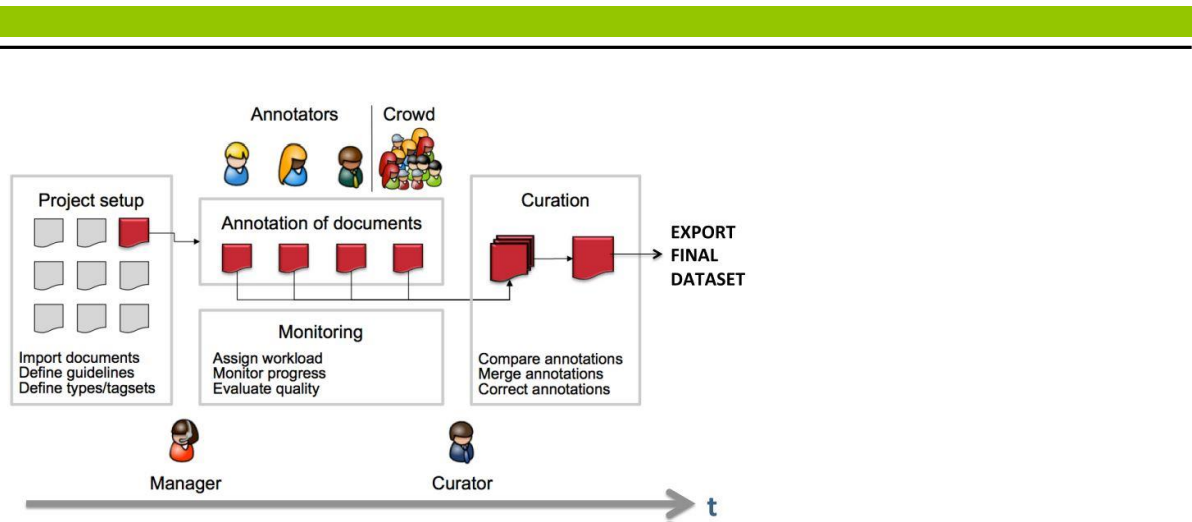 Annotators
Crowd
Project setup
Annotation of documents
Curation
EXPORT
FINAL
DATASET
Monitoring
Import documents
Define guidelines
Define types/tagsets
Assign workload
Monitor progress
Evaluate quality
Compare annotations
Merge annotations
Correct annotations
Manager
Curator
t